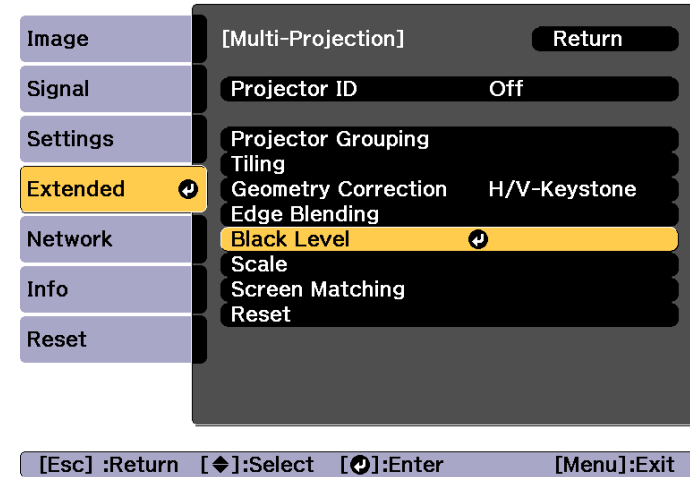 Image
Signal
Settings
Extended
Network
Info
Reset
[Multi-Projection] Return
Projector ID Off
Projector Grouping
Tiling
Geometry Correction H/V-Keystone
Edge Blending
Black Level
Scale
Screen Matching
Reset
[Esc] :Return [◆]:Select [⏎]:Enter [Menu]:Exit